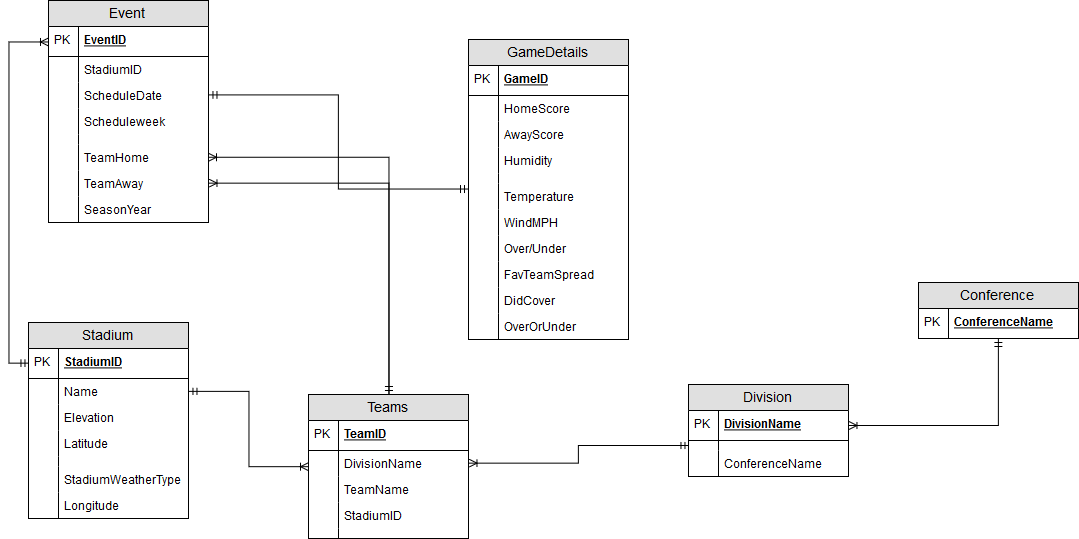 Event
PK EventID
StadiumID
ScheduleDate
Scheduleweek
TeamHome
TeamAway
SeasonYear
GameDetails
PK GameID
HomeScore
AwayScore
Humidity
Temperature
WindMPH
Over/Under
FavTeamSpread
DidCover
OverOrUnder
Stadium
PK StadiumID
Name
Elevation
Latitude
StadiumWeatherType
Longitude
Teams
PK TeamID
DivisionName
TeamName
StadiumID
Division
PK DivisionName
ConferenceName
Conference
PK ConferenceName